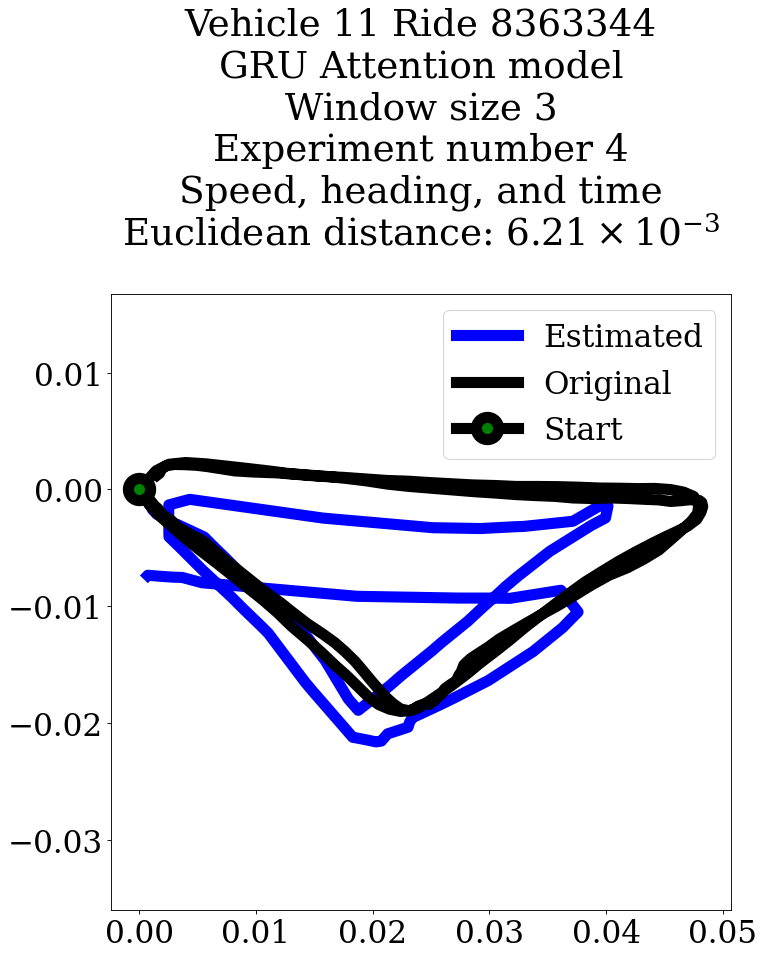 Vehicle 11 Ride 8363344
GRU Attention model
Window size 3
Experiment number 4
Speed, heading, and time
Euclidean distance: 6.21 × 10⁻³
Estimated
Original
Start
0.01
0.00
−0.01
−0.02
−0.03
0.00 0.01 0.02 0.03 0.04 0.05